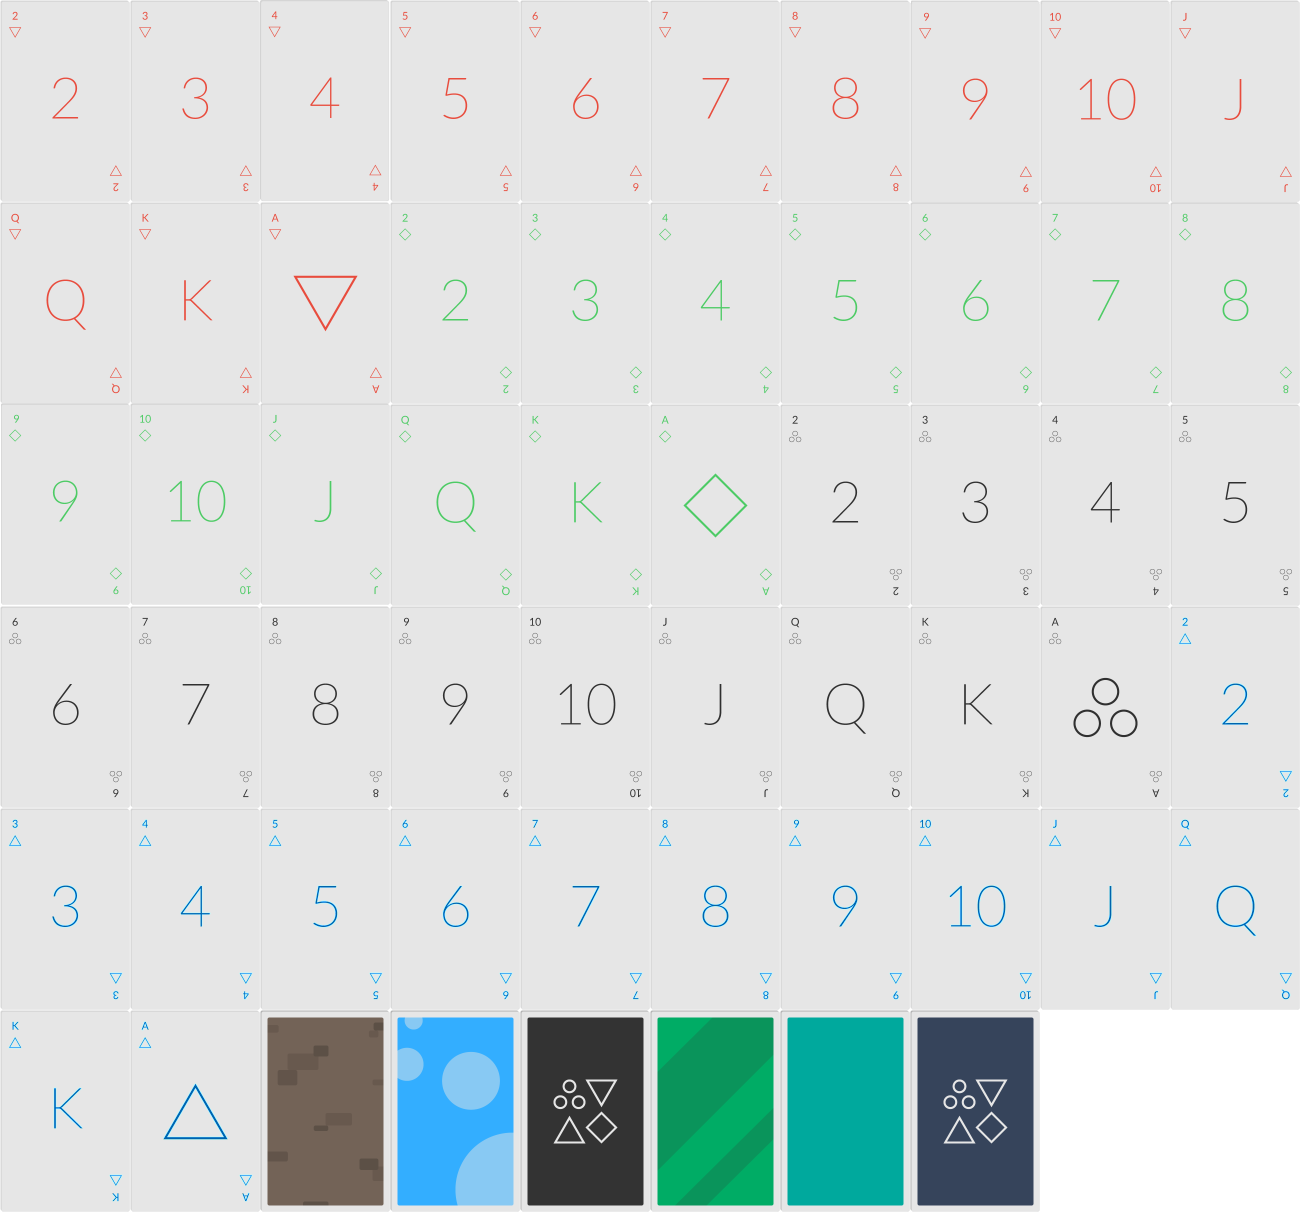 2 3 4 5 6 7 8 9 10 J
2 3 4 5 6 7 8 9 10 J
2 3 4 5 6 7 8 9 10 J
Q K A 2 3 4 5 6 7 8
Q K 2 3 4 5 6 7 8
Q K A 2 3 4 5 6 7 8
9 10 J Q K A 2 3 4 5
9 10 J Q K 2 3 4 5
9 10 J Q K A 2 3 4 5
6 7 8 9 10 J Q K A 2
6 7 8 9 10 J Q K 2
6 7 8 9 10 J Q K A 2
3 4 5 6 7 8 9 10 J Q
3 4 5 6 7 8 9 10 J Q
3 4 5 6 7 8 9 10 J Q
K A
K
K A